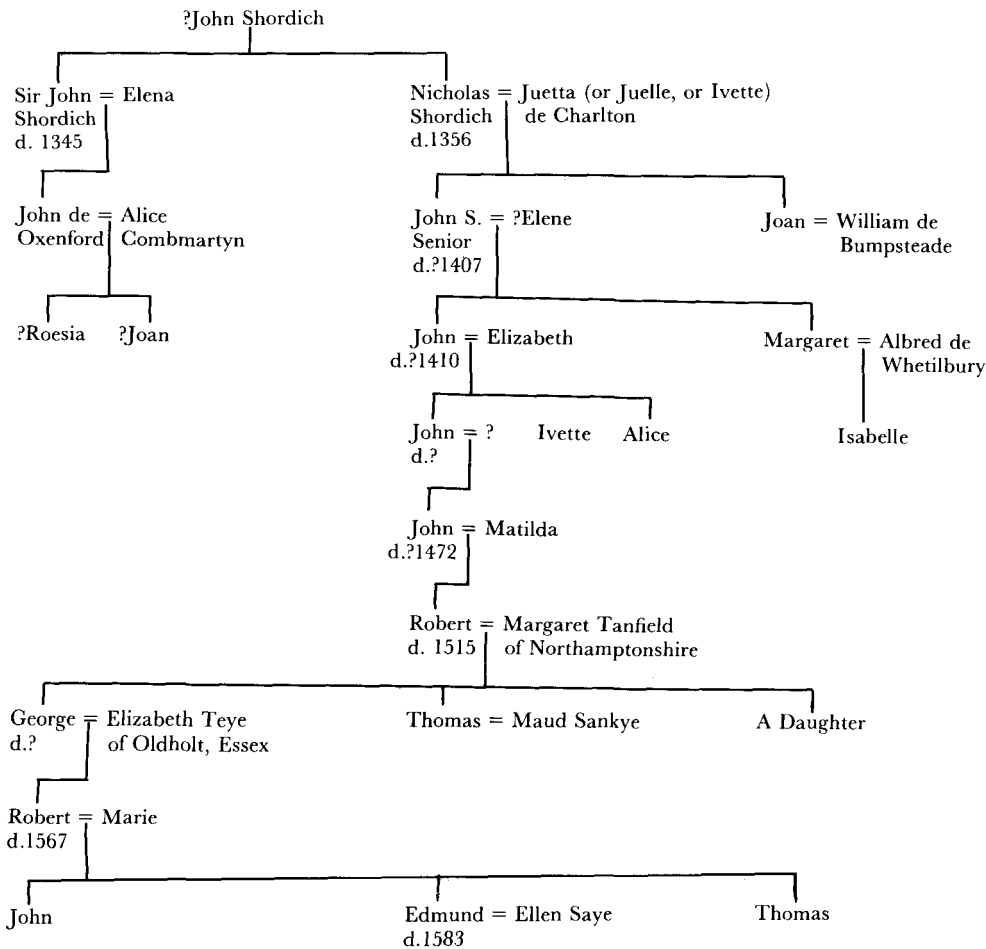 ?John Shordich
Sir John = Elena
Shordich
d. 1345
Nicholas = Juetta (or Juelle, or Ivette)
Shordich de Charlton
d.1356
John de = Alice
Oxenford Combmartyn
John S. = ?Elene
Senior
d.?1407
Joan = William de
Bumpsteade
?Roesia ?Joan
John = Elizabeth
d.?1410
Margaret = Albred de
Whetilbury
John = ? Ivette Alice
d.?
Isabelle
John = Matilda
d.?1472
Robert = Margaret Tanfield
d. 1515 of Northamptonshire
George = Elizabeth Teye
d.? of Oldholt, Essex
Thomas = Maud Sankye
A Daughter
Robert = Marie
d.1567
John
Edmund = Ellen Saye
d.1583
Thomas